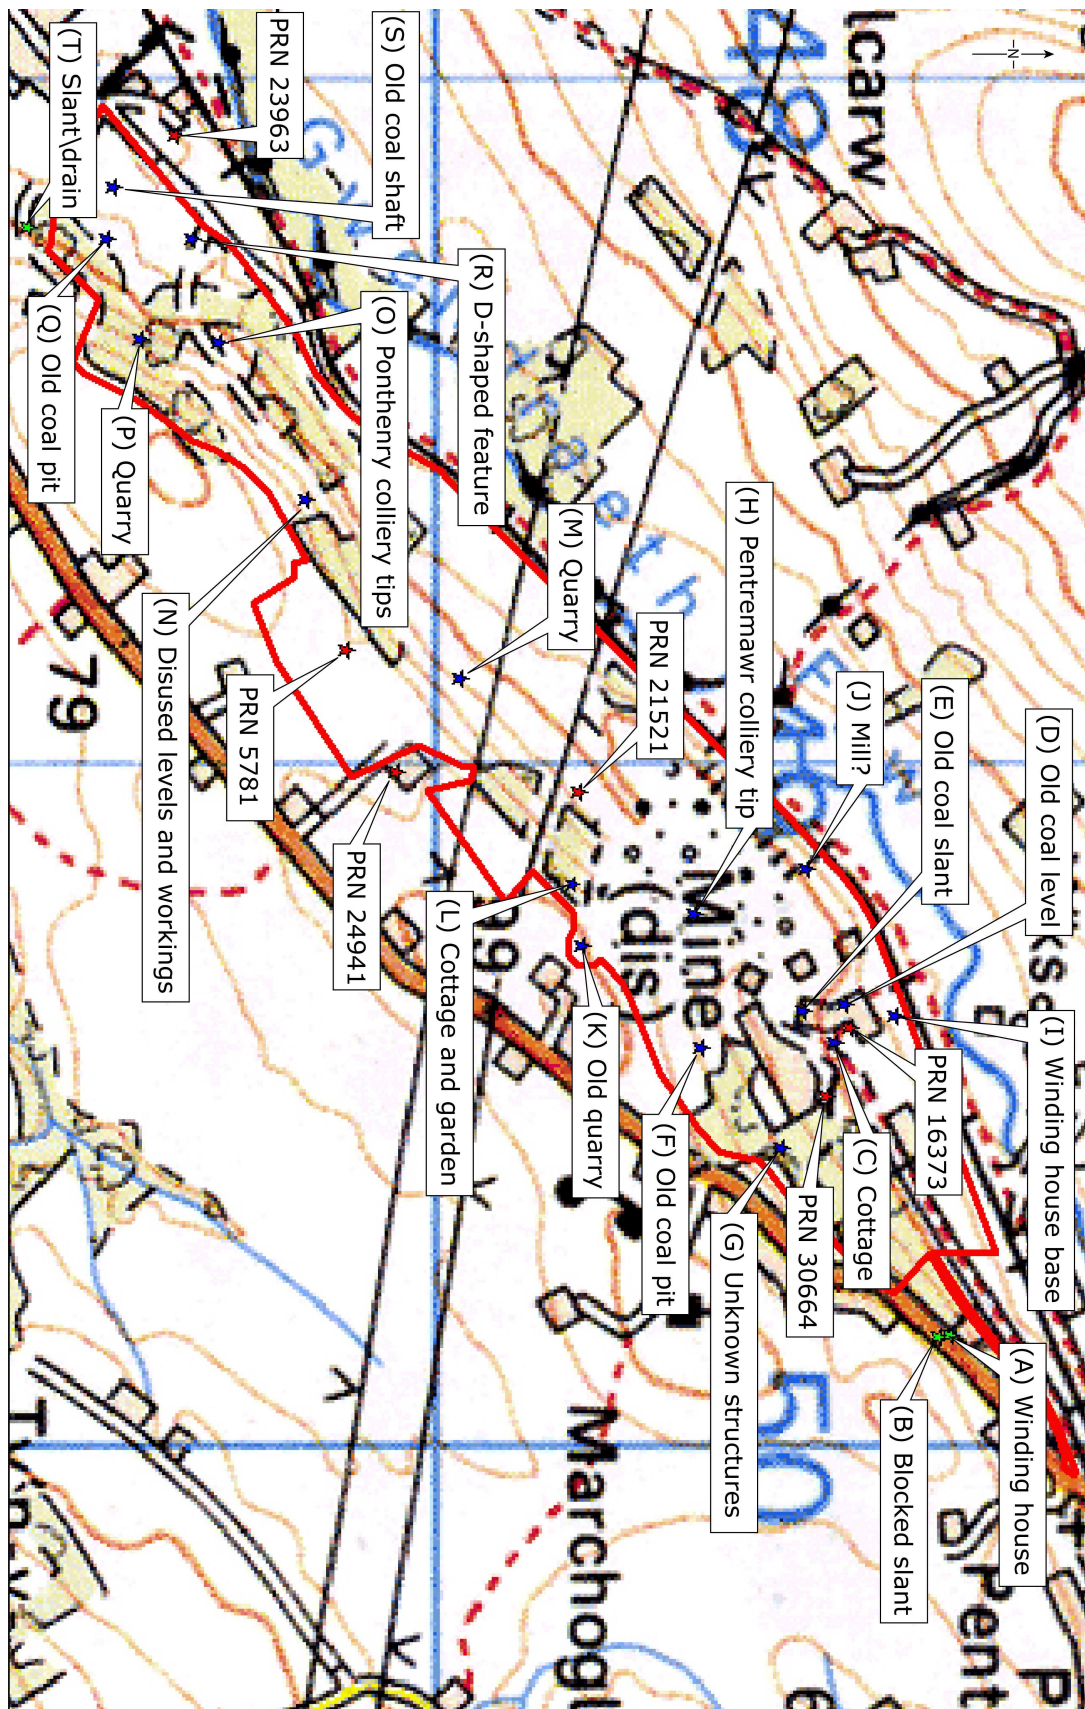 lcarw
48
-N-
(S) Old coal shaft
PRN 23963
(T) Slant\drain
(R) D-shaped feature
(O) Ponthenry colliery tips
(Q) Old coal pit
(P) Quarry
(M) Quarry
(H) Pentremawr colliery tip
(N) Disused levels and workings
PRN 5781
79
PRN 21521
(J) Mill?
(E) Old coal slant
(D) Old coal level
ks
PRN 24941
99
(L) Cottage and garden
Mine
(dis)
(K) Old quarry
(F) Old coal pit
(I) Winding house base
PRN 16373
(C) Cottage
PRN 30664
(G) Unknown structures
(A) Winding house
(B) Blocked slant
50
Marchogl
Pent
P